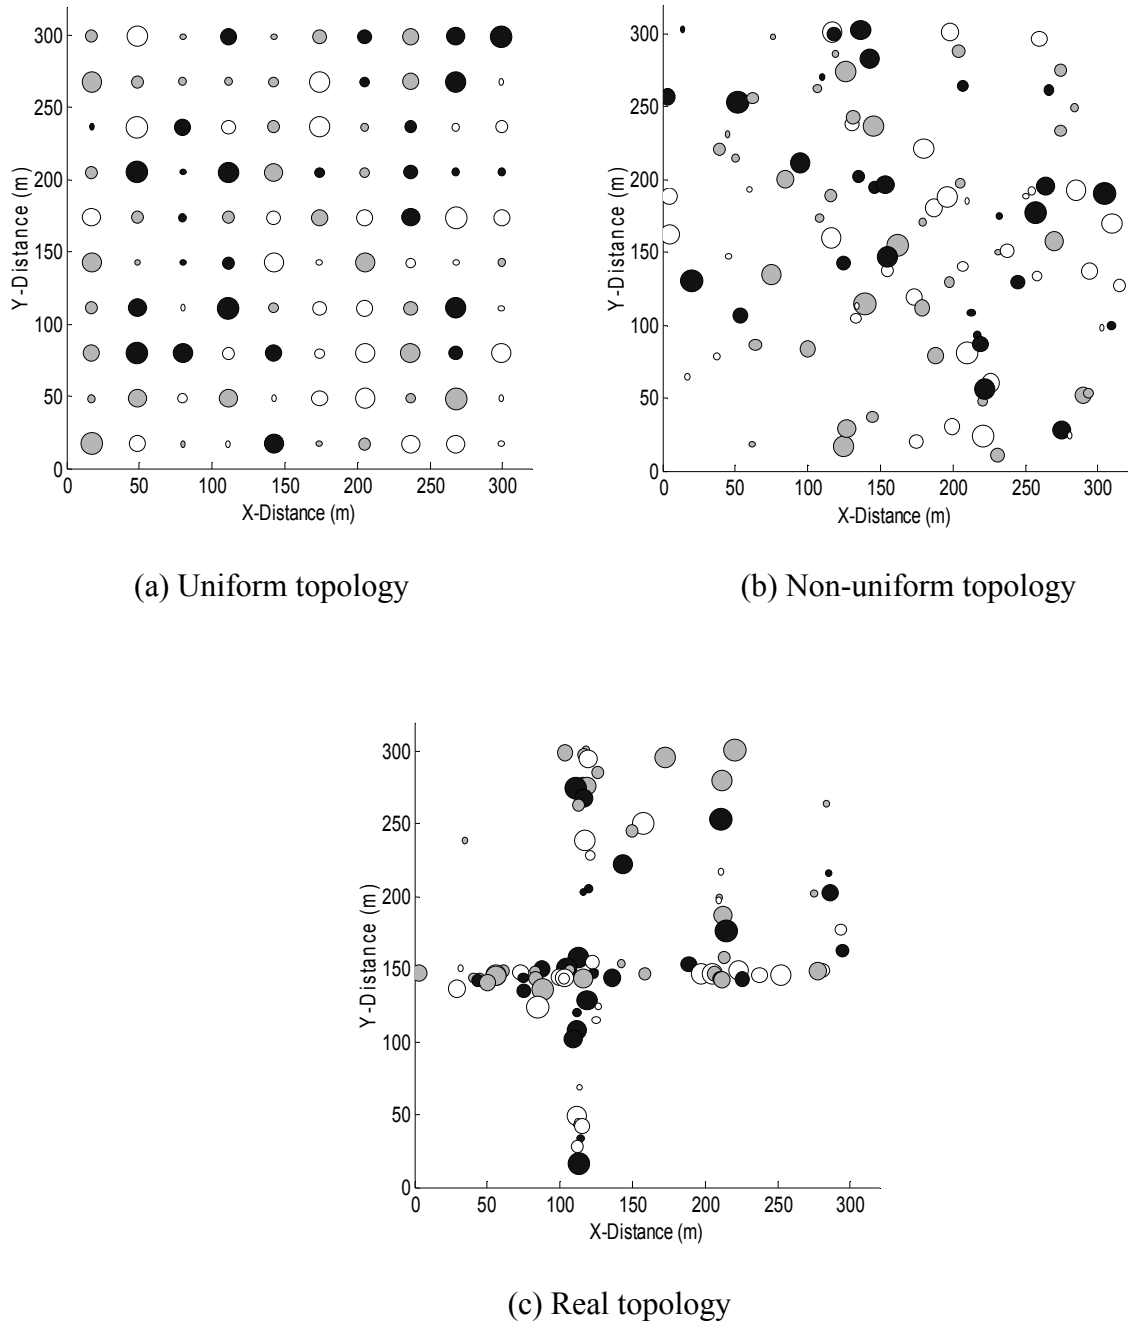 300
250
200
150
100
50
0
Y-Distance (m)
0 50 100 150 200 250 300
X-Distance (m)
(a) Uniform topology
300
250
200
150
100
50
0
Y-Distance (m)
0 50 100 150 200 250 300
X-Distance (m)
(b) Non-uniform topology
300
250
200
150
100
50
0
Y-Distance (m)
0 50 100 150 200 250 300
X-Distance (m)
(c) Real topology